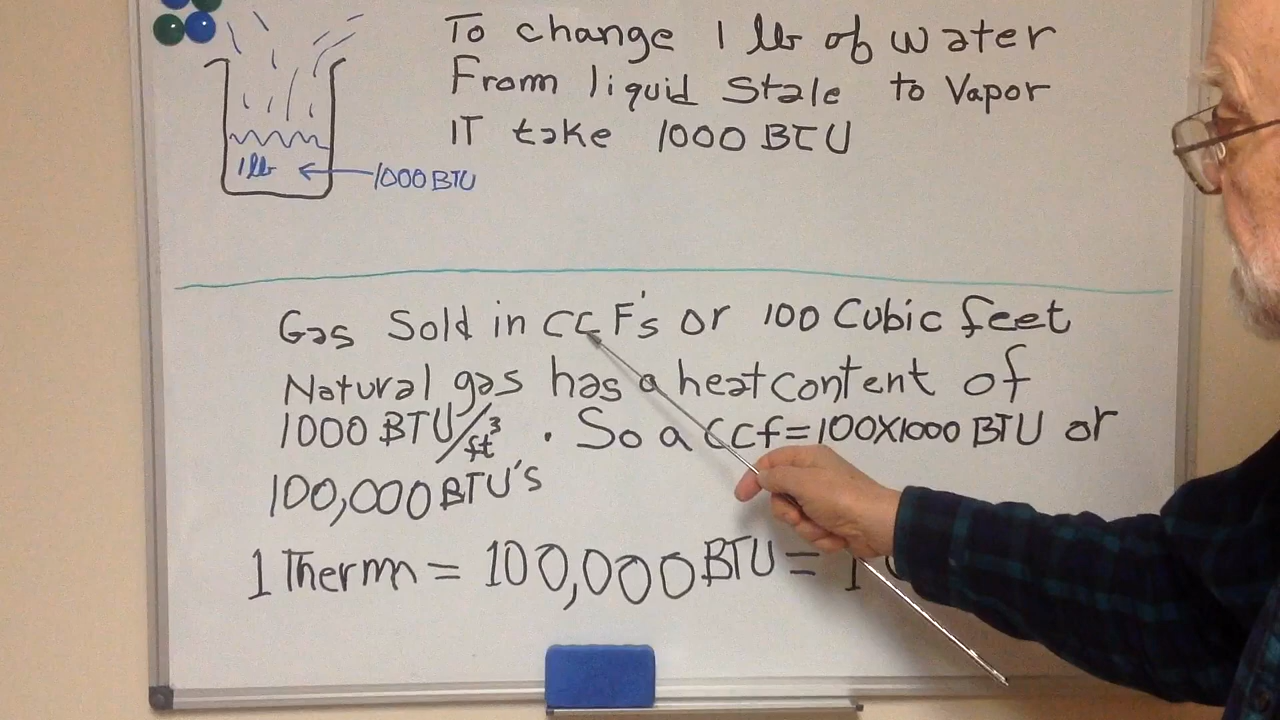 To change 1 lb of water
From liquid Stale to Vapor
IT take 1000 BTU
1lb
1000 BTU
Gas Sold in CCF's or 100 Cubic feet
Natural gas has a heat content of
1000 BTU/ft³ . So a CCf=100X1000 BTU or
100,000 BTU's
1 Therm = 100,000 BTU = 1